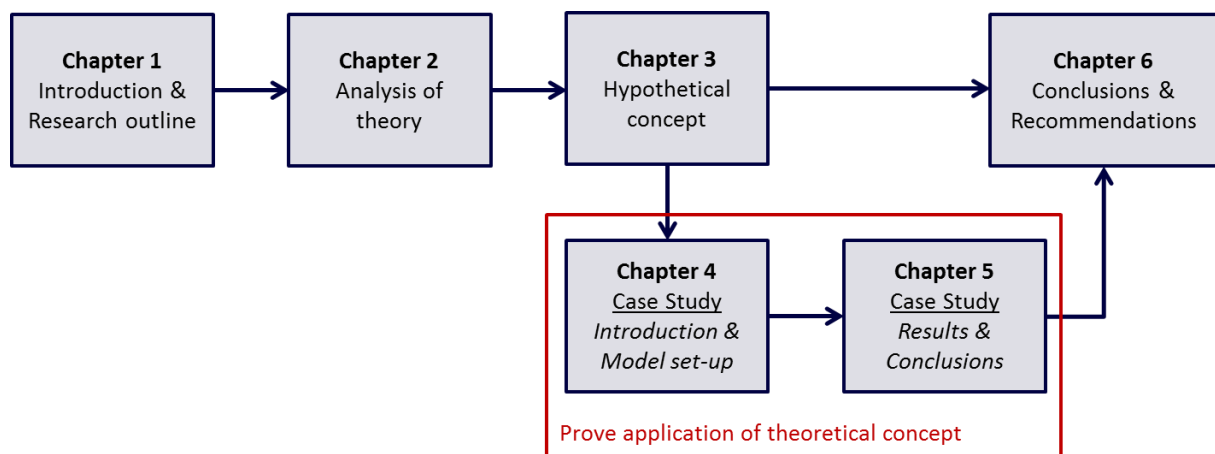 Chapter 1
Introduction &
Research outline
Chapter 2
Analysis of
theory
Chapter 3
Hypothetical
concept
Chapter 6
Conclusions &
Recommendations
Chapter 4
Case Study
Introduction &
Model set-up
Chapter 5
Case Study
Results &
Conclusions
Prove application of theoretical concept